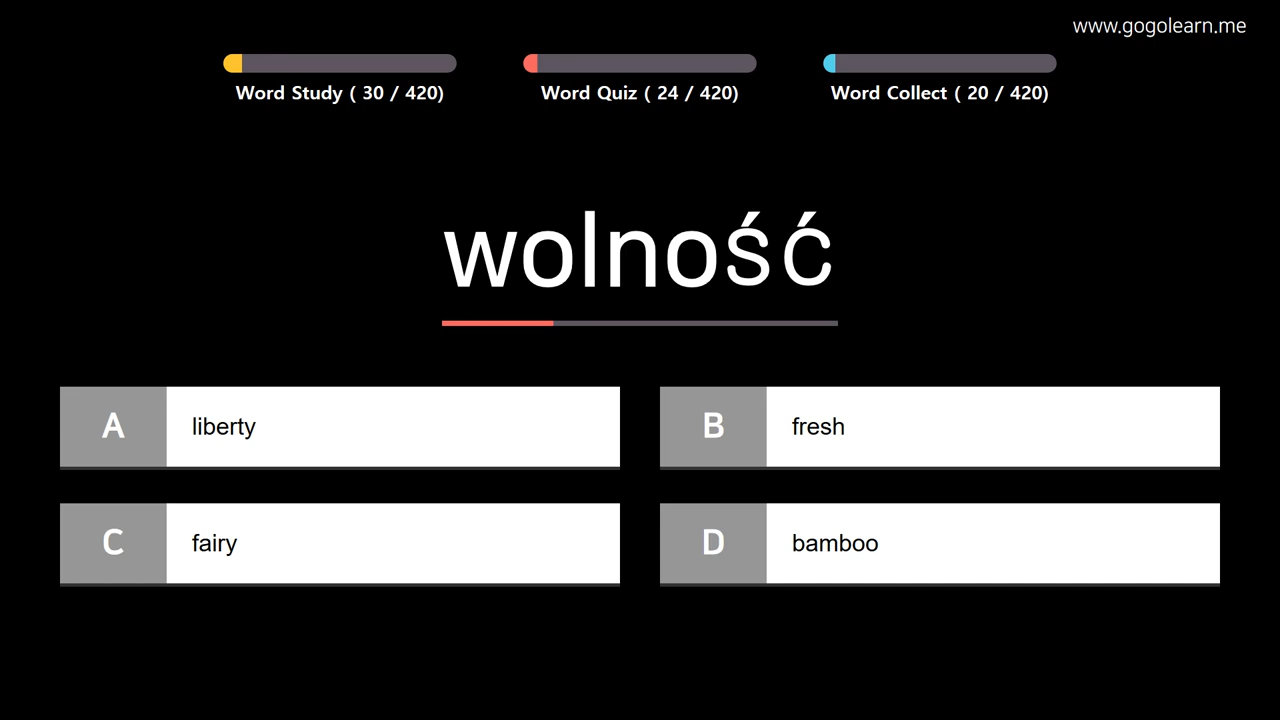 www.gogolearn.me
Word Study ( 30 / 420)
Word Quiz ( 24 / 420)
Word Collect ( 20 / 420)
wolność
A liberty
B fresh
C fairy
D bamboo